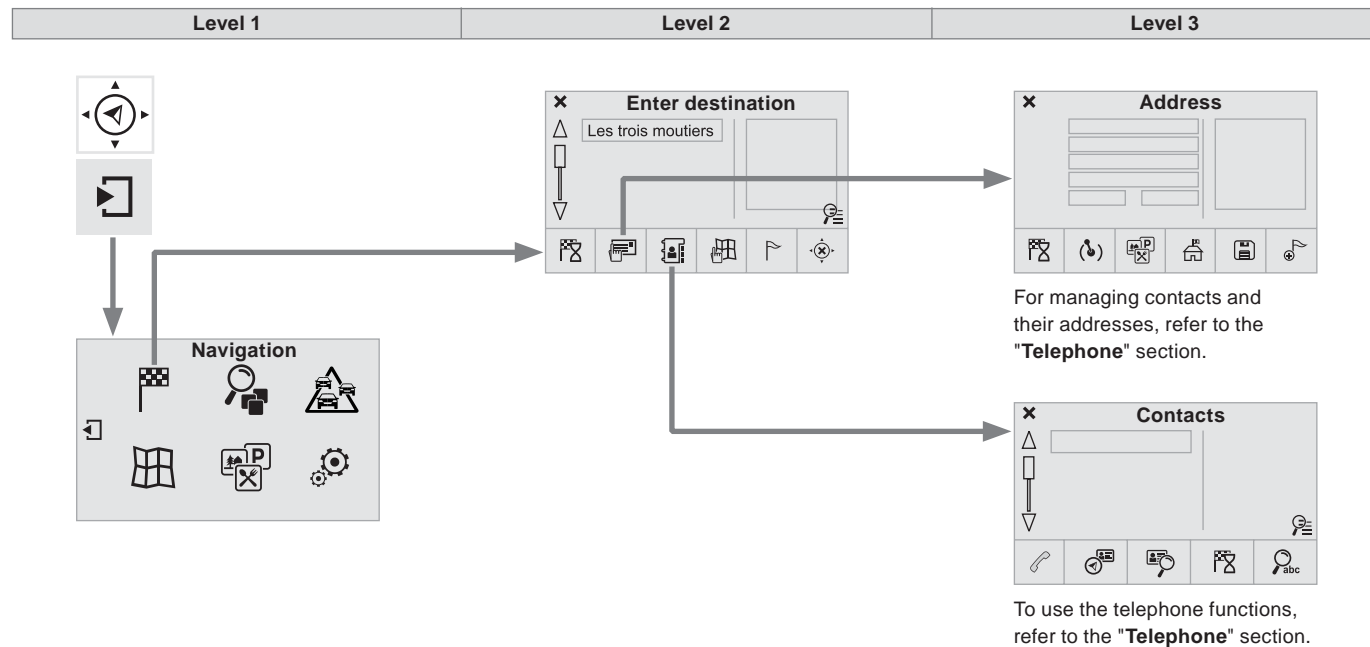 Level 1
Level 2
Level 3
Enter destination
Les trois moutiers
Address
P
For managing contacts and
their addresses, refer to the
"Telephone" section.
Navigation
P
Contacts
abc
To use the telephone functions,
refer to the "Telephone" section.